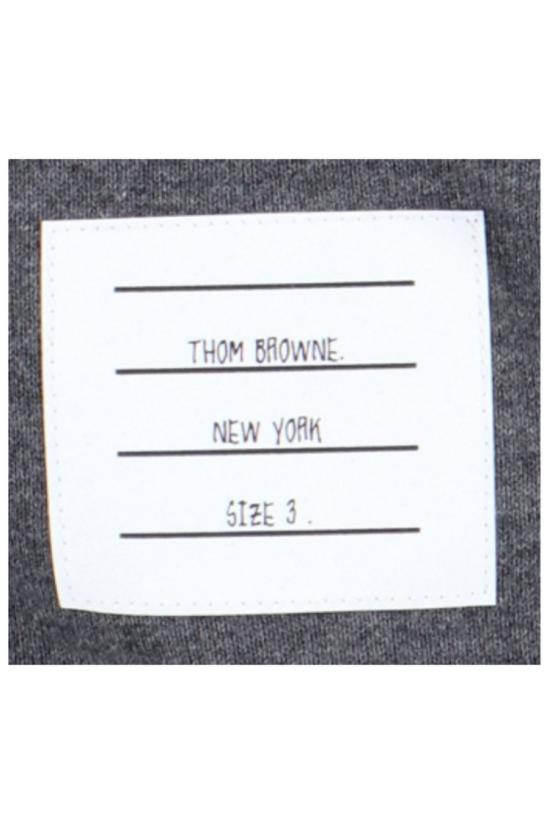 THOM BROWNE.
NEW YORK
SIZE 3 .